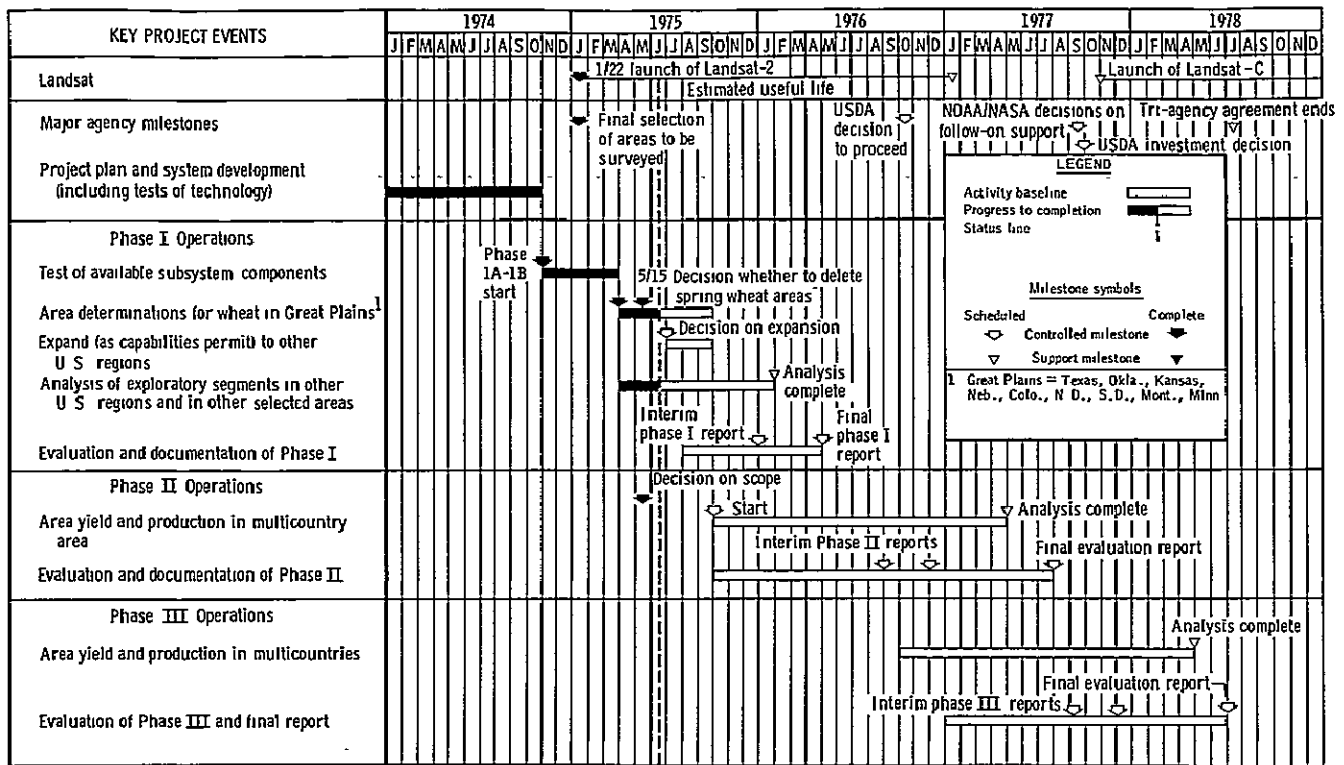 KEY PROJECT EVENTS
1974
1975
1976
1977
1978
J F M A M J J A S O N D J F M A M J J A S O N D J F M A M J J A S O N D J F M A M J J A S O N D J F M A M J J A S O N D
Landsat
1/22 launch of Landsat-2
Estimated useful life
Launch of Landsat-C
Major agency milestones
Final selection
of areas to be
surveyed
USDA
decision
to proceed
NOAA/NASA decisions on
follow-on support
Tri-agency agreement ends
USDA investment decision
Project plan and system development
(including tests of technology)
LEGEND
Activity baseline
Progress to completion
Status line
Milestone symbols
Scheduled
Complete
Controlled milestone
Support milestone
1 Great Plains = Texas, Okla., Kansas,
Neb., Colo., N D., S.D., Mont., Minn
Phase I Operations
Test of available subsystem components
Phase
1A-1B
start
5/15 Decision whether to delete
spring wheat areas
Area determinations for wheat in Great Plains1
Decision on expansion
Expand (as capabilities permit) to other
U S regions
Analysis of exploratory segments in other
U S regions and in other selected areas
Analysis
complete
Interim
phase I report
Final
phase I
report
Evaluation and documentation of Phase I
Phase II Operations
Decision on scope
Area yield and production in multicountry
area
Start
Analysis complete
Interim Phase II reports
Final evaluation report
Evaluation and documentation of Phase II
Phase III Operations
Analysis complete
Area yield and production in multicountries
Final evaluation report
Interim phase III reports
Evaluation of Phase III and final report